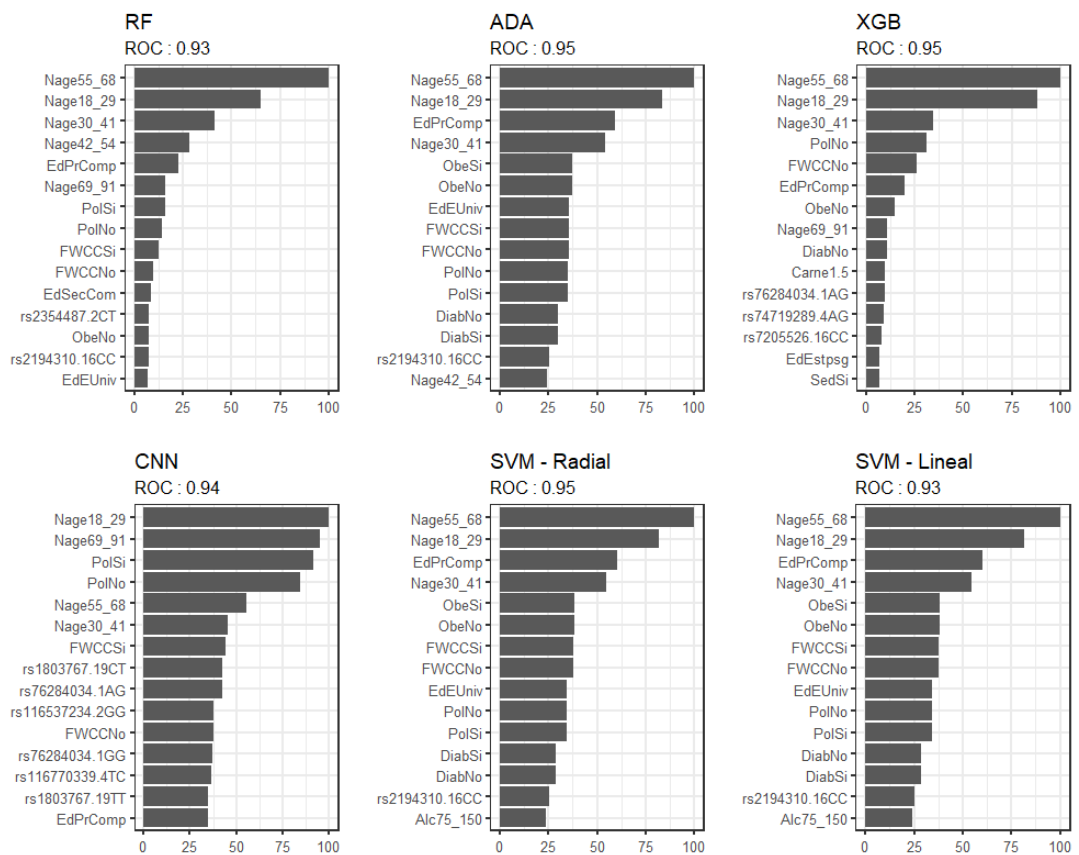 RF
ROC : 0.93
Nage55_68
Nage18_29
Nage30_41
Nage42_54
EdPrComp
Nage69_91
PolSi
PolNo
FWCCSi
FWCCNo
EdSecCom
rs2354487.2CT
ObeNo
rs2194310.16CC
EdEUniv
0 25 50 75 100
ADA
ROC : 0.95
Nage55_68
Nage18_29
EdPrComp
Nage30_41
ObeSi
ObeNo
EdEUniv
FWCCSi
FWCCNo
PolNo
PolSi
DiabNo
DiabSi
rs2194310.16CC
Nage42_54
0 25 50 75 100
XGB
ROC : 0.95
Nage55_68
Nage18_29
Nage30_41
PolNo
FWCCNo
EdPrComp
ObeNo
Nage69_91
DiabNo
Carne1.5
rs76284034.1AG
rs74719289.4AG
rs7205526.16CC
EdEstpsg
SedSi
0 25 50 75 100
CNN
ROC : 0.94
Nage18_29
Nage69_91
PolSi
PolNo
Nage55_68
Nage30_41
FWCCSi
rs1803767.19CT
rs76284034.1AG
rs116537234.2GG
FWCCNo
rs76284034.1GG
rs116770339.4TC
rs1803767.19TT
EdPrComp
0 25 50 75 100
SVM - Radial
ROC : 0.95
Nage55_68
Nage18_29
EdPrComp
Nage30_41
ObeSi
ObeNo
FWCCSi
FWCCNo
EdEUniv
PolNo
PolSi
DiabSi
DiabNo
rs2194310.16CC
Alc75_150
0 25 50 75 100
SVM - Lineal
ROC : 0.93
Nage55_68
Nage18_29
EdPrComp
Nage30_41
ObeSi
ObeNo
FWCCSi
FWCCNo
EdEUniv
PolNo
PolSi
DiabNo
DiabSi
rs2194310.16CC
Alc75_150
0 25 50 75 100